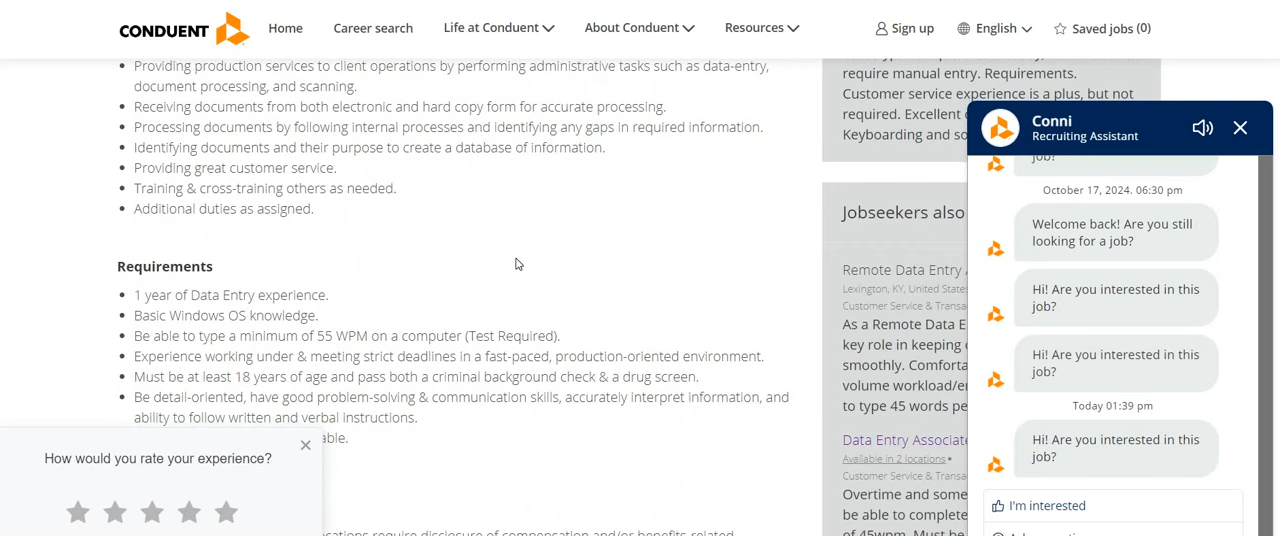 CONDUENT
Home
Career search
Life at Conduent
About Conduent
Resources
Sign up
English
Saved jobs (0)
Providing production services to client operations by performing administrative tasks such as data-entry,
document processing, and scanning.
Receiving documents from both electronic and hard copy form for accurate processing.
Processing documents by following internal processes and identifying any gaps in required information.
Identifying documents and their purpose to create a database of information.
Providing great customer service.
Training & cross-training others as needed.
Additional duties as assigned.
Requirements
1 year of Data Entry experience.
Basic Windows OS knowledge.
Be able to type a minimum of 55 WPM on a computer (Test Required).
Experience working under & meeting strict deadlines in a fast-paced, production-oriented environment.
Must be at least 18 years of age and pass both a criminal background check & a drug screen.
Be detail-oriented, have good problem-solving & communication skills, accurately interpret information, and
ability to follow written and verbal instructions.
How would you rate your experience?
require disclosure of compensation and/or benefits-related
require manual entry. Requirements.
Customer service experience is a plus, but not
required. Excellent
Keyboarding and
Jobseekers also
Remote Data Entry
Lexington, KY, United States
Customer Service &
As a Remote Data E
key role in keeping
smoothly.
volume
to type 45 words
Data Entry Associate
Available in 2 locations •
Customer Service &
Overtime and some
be able to complete
of 45wpm. Must be
Conni
Recruiting Assistant
job?
October 17, 2024. 06:30 pm
Welcome back! Are you still
looking for a job?
Hi! Are you interested in this
job?
Hi! Are you interested in this
job?
Today 01:39 pm
Hi! Are you interested in this
job?
I'm interested